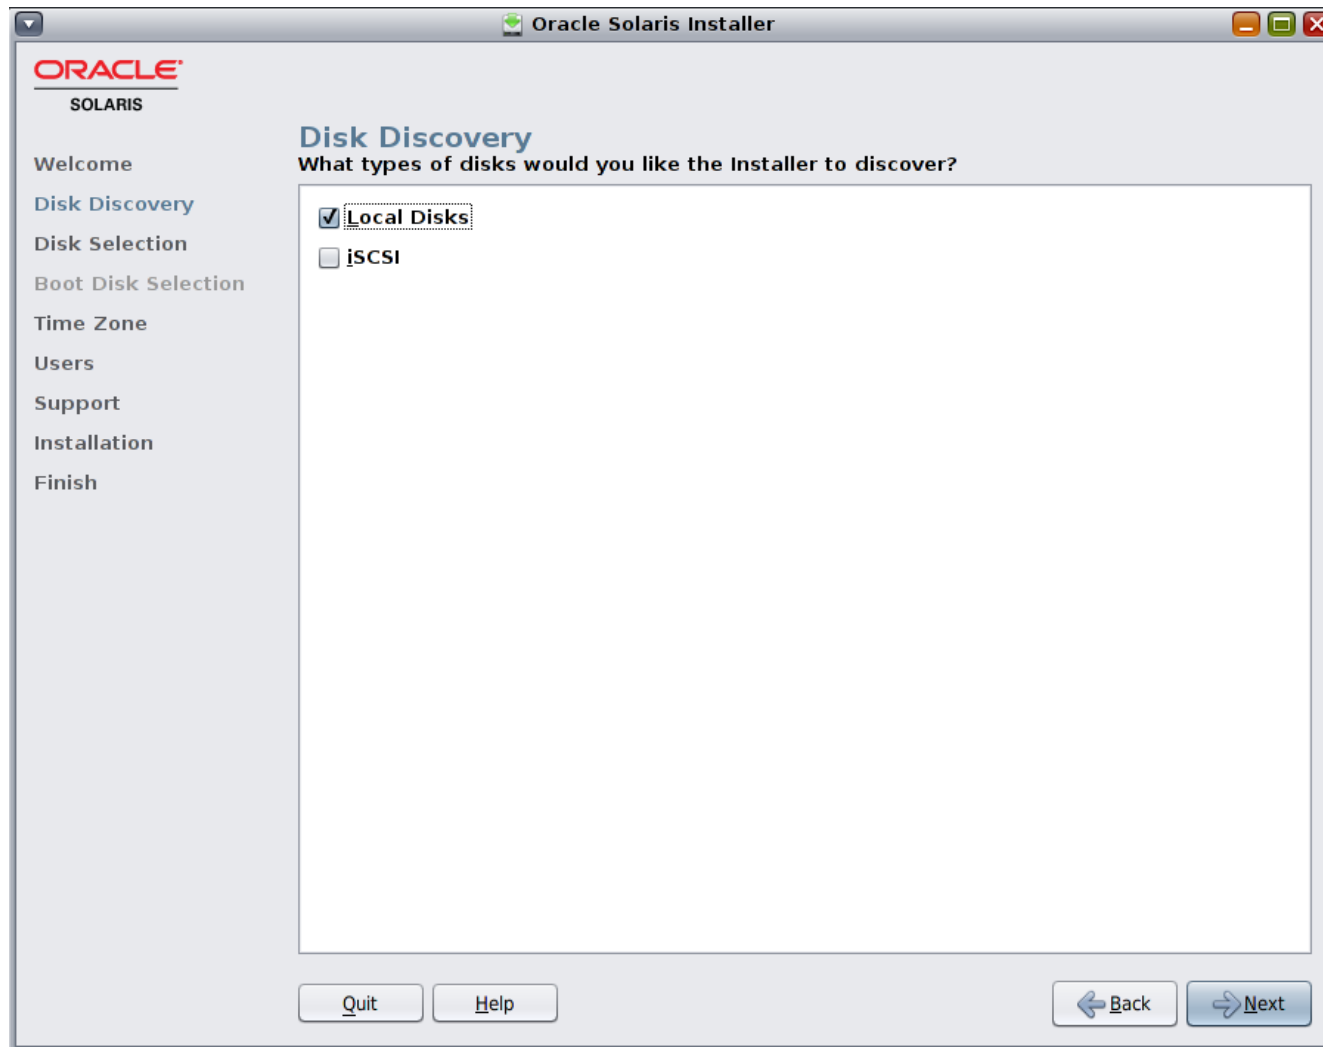 Oracle Solaris Installer
ORACLE
SOLARIS
Welcome
Disk Discovery
Disk Selection
Boot Disk Selection
Time Zone
Users
Support
Installation
Finish
Disk Discovery
What types of disks would you like the Installer to discover?
Local Disks
iSCSI
Quit
Help
Back
Next